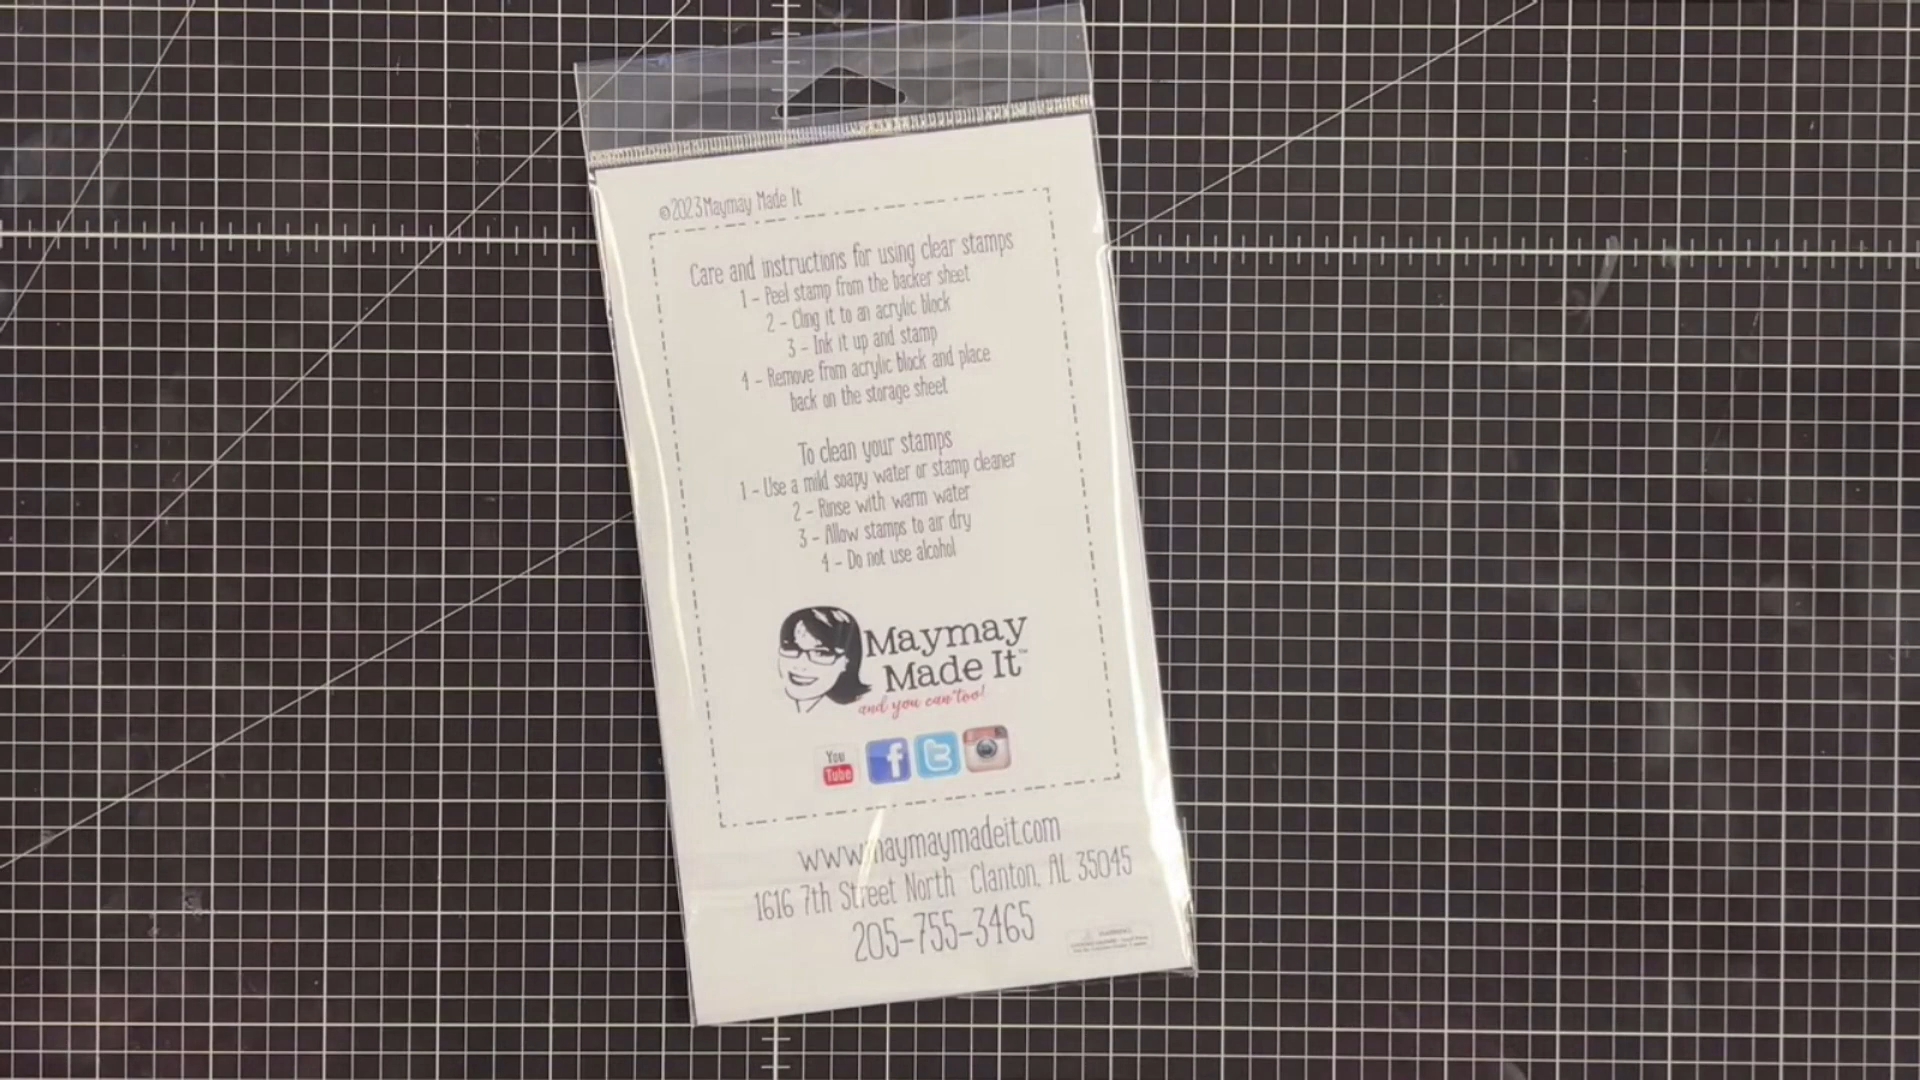 ©2023Maymay Made It
Care and instructions for using clear stamps
1 - Peel stamp from the backer sheet
2 - Cling it to an acrylic block
3 - Ink it up and stamp
4 - Remove from acrylic block and place
back on the storage sheet
To clean your stamps
1 - Use a mild soapy water or stamp cleaner
2 - Rinse with warm water
3 - Allow stamps to air dry
4 - Do not use alcohol
Maymay
Made It™
and you can too!
You
Tube
www.maymaymadeit.com
1616 7th Street North Clanton, AL 35045
205-755-3465